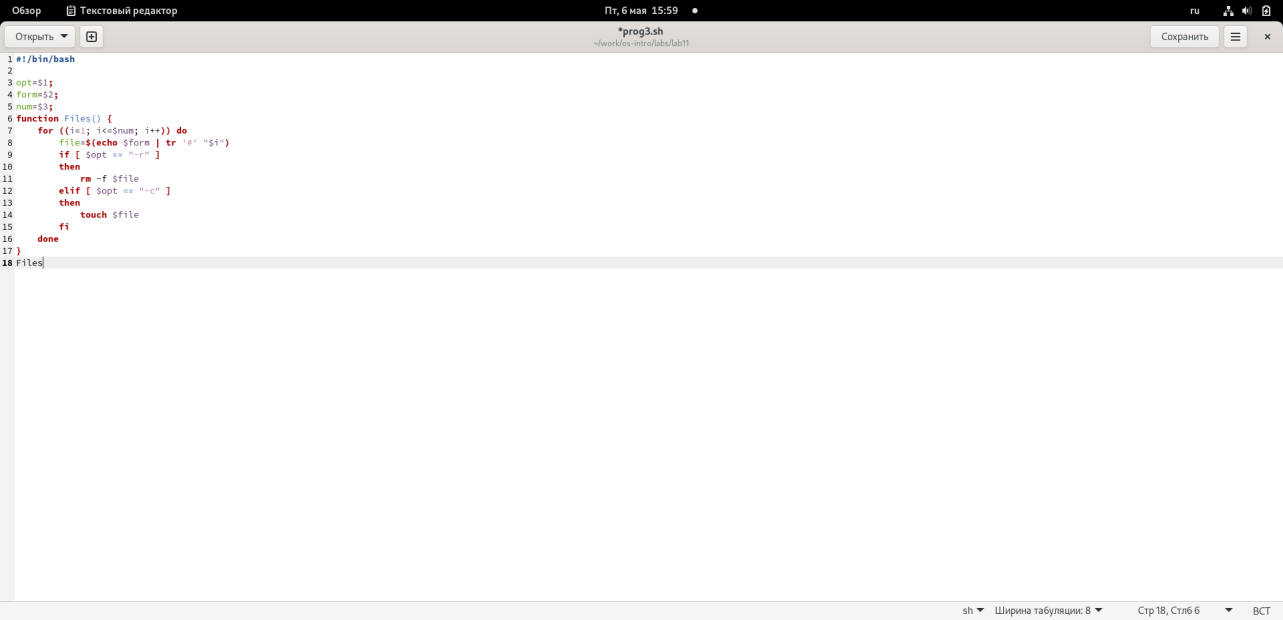 Обзор Текстовый редактор Пт, 6 мая 15:59 ru
Открыть *prog3.sh Сохранить
~/work/os-intro/labs/lab11
1 #!/bin/bash
2
3 opt=$1;
4 form=$2;
5 num=$3;
6 function Files() {
7 for ((i=1; i<=$num; i++)) do
8 file=$(echo $form | tr '#' "$i")
9 if [ $opt == "-r" ]
10 then
11 rm -f $file
12 elif [ $opt == "-c" ]
13 then
14 touch $file
15 fi
16 done
17 }
18 Files
sh Ширина табуляции: 8 Стр 18, Стлб 6 ВСТ